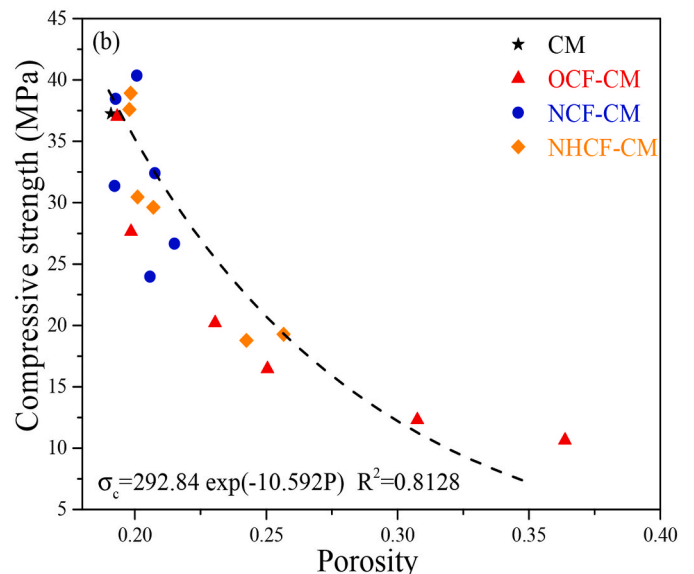 (b)
CM
OCF-CM
NCF-CM
NHCF-CM
Compressive strength (MPa)
45
40
35
30
25
20
15
10
5
σc=292.84 exp(-10.592P) R²=0.8128
0.20
0.25
0.30
0.35
0.40
Porosity